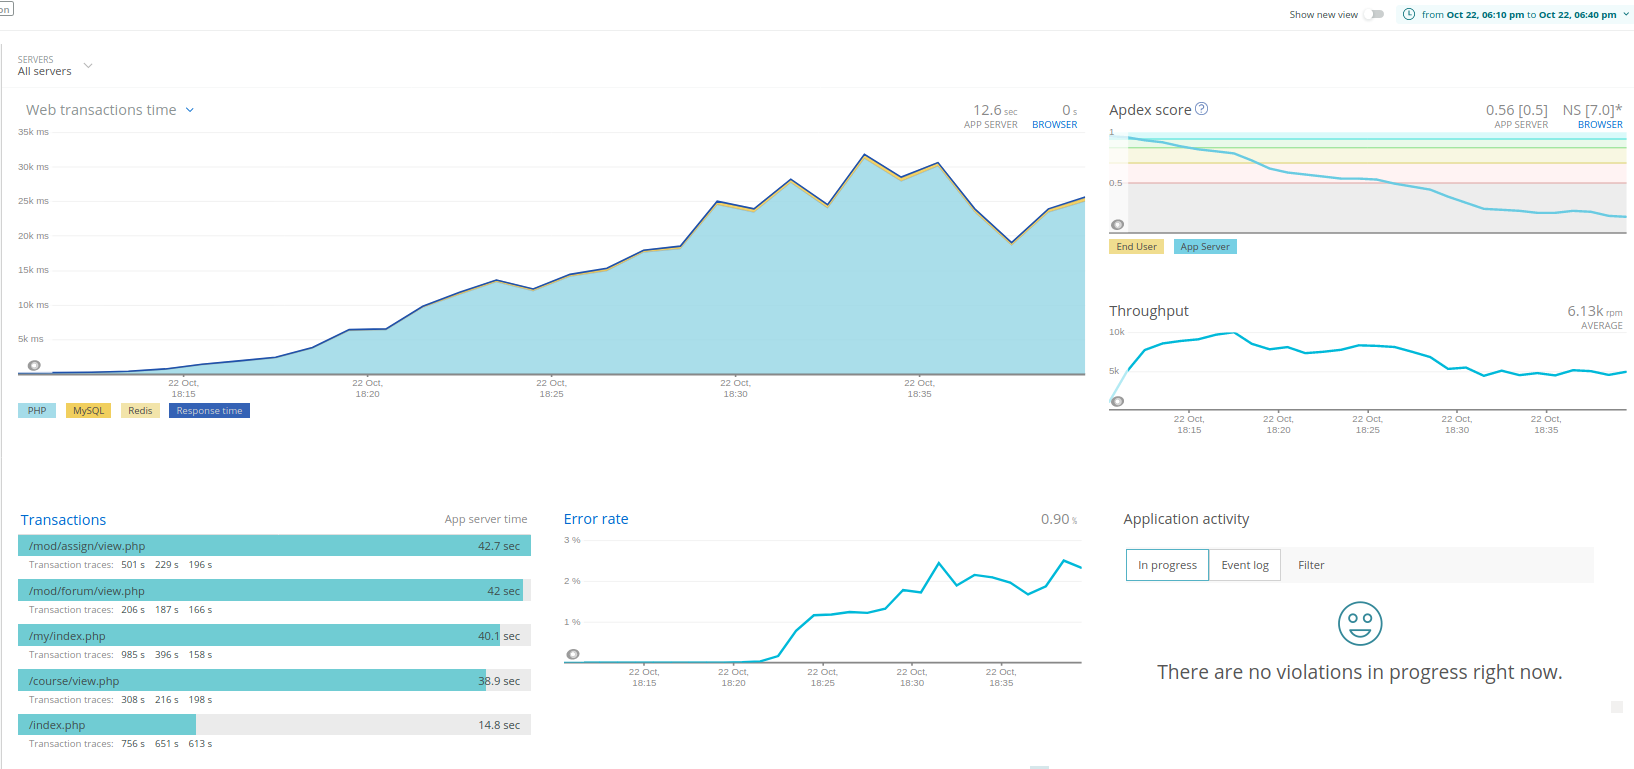 on
Show new view
from Oct 22, 06:10 pm to Oct 22, 06:40 pm
SERVERS
All servers
Web transactions time
12.6 sec
APP SERVER
0 s
BROWSER
35k ms
30k ms
25k ms
20k ms
15k ms
10k ms
5k ms
22 Oct,
18:15
22 Oct,
18:20
22 Oct,
18:25
22 Oct,
18:30
22 Oct,
18:35
PHP
MySQL
Redis
Response time
Apdex score ?
0.56 [0.5]
APP SERVER
NS [7.0]*
BROWSER
1
0.5
End User
App Server
Throughput
6.13k rpm
AVERAGE
10k
5k
22 Oct,
18:15
22 Oct,
18:20
22 Oct,
18:25
22 Oct,
18:30
22 Oct,
18:35
Transactions
App server time
/mod/assign/view.php 42.7 sec
Transaction traces: 501 s 229 s 196 s
/mod/forum/view.php 42 sec
Transaction traces: 206 s 187 s 166 s
/my/index.php 40.1 sec
Transaction traces: 985 s 396 s 158 s
/course/view.php 38.9 sec
Transaction traces: 308 s 216 s 198 s
/index.php 14.8 sec
Transaction traces: 756 s 651 s 613 s
Error rate
0.90 %
3 %
2 %
1 %
22 Oct,
18:15
22 Oct,
18:20
22 Oct,
18:25
22 Oct,
18:30
22 Oct,
18:35
Application activity
In progress
Event log
Filter
There are no violations in progress right now.